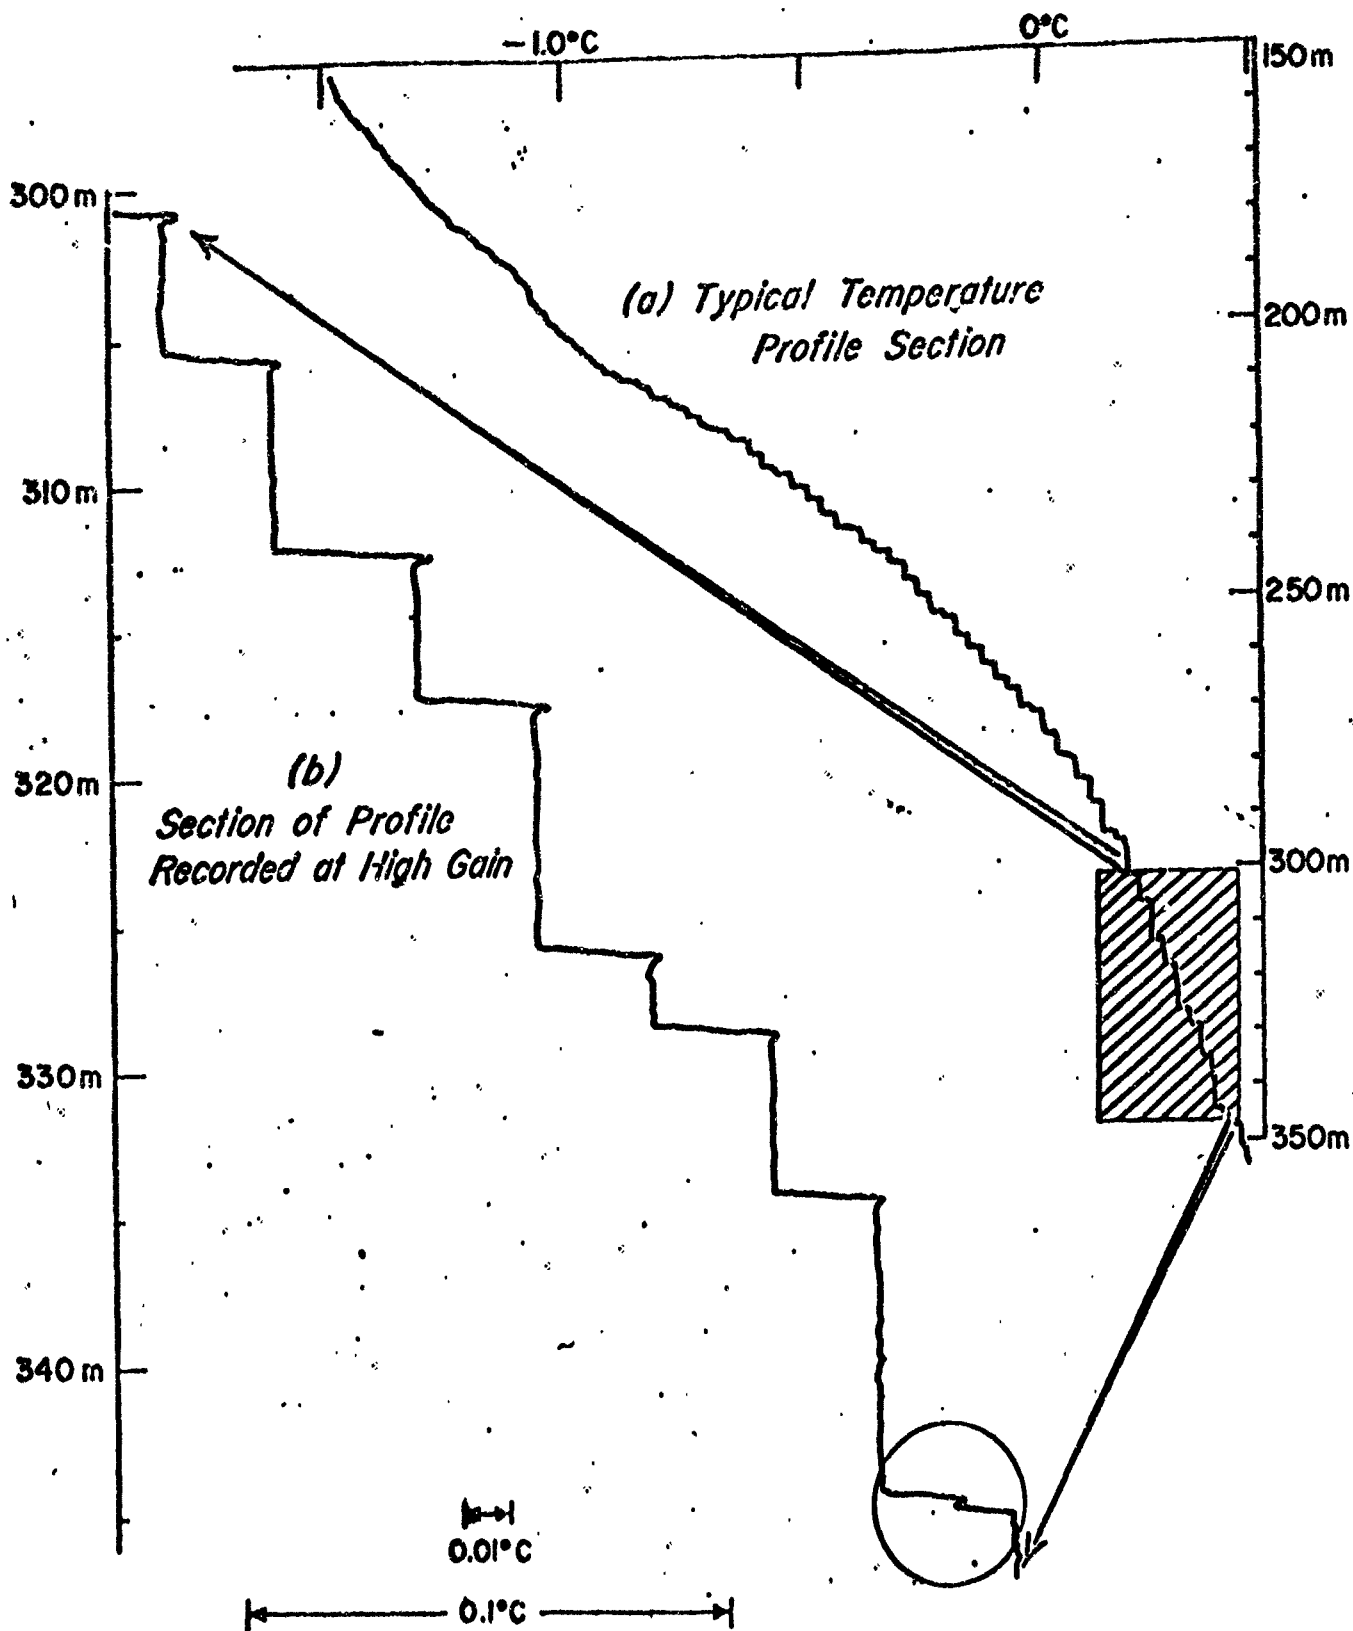 −1.0°C
0°C
150m
300m
(a) Typical Temperature
Profile Section
200m
310m
250m
(b)
Section of Profile
Recorded at High Gain
320m
300m
330m
350m
340m
0.01°C
0.1°C